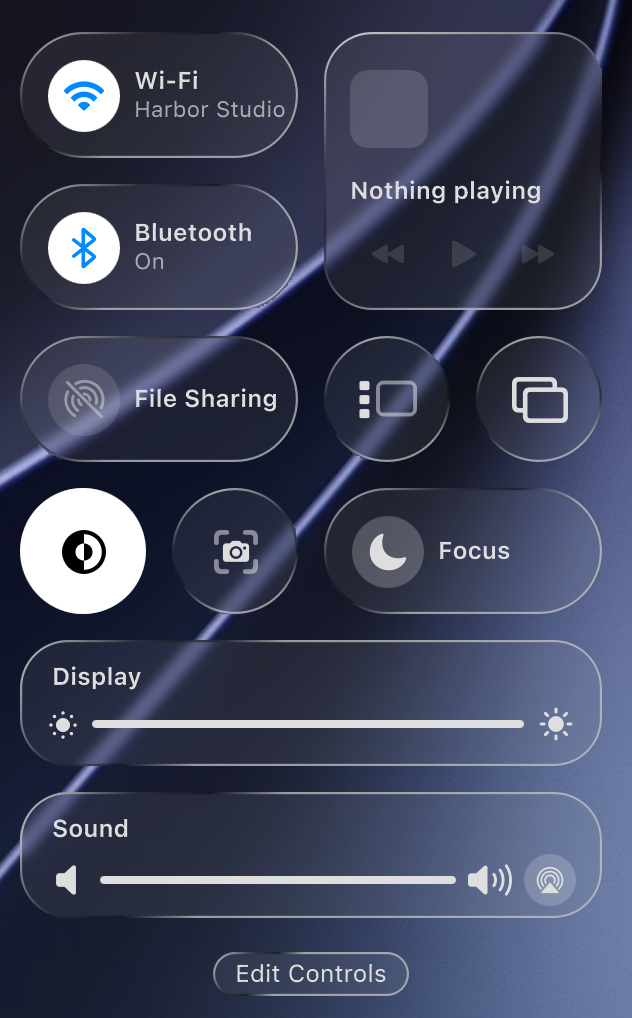 Wi-Fi
Harbor Studio
Nothing playing
Bluetooth
On
File Sharing
Focus
Display
Sound
Edit Controls